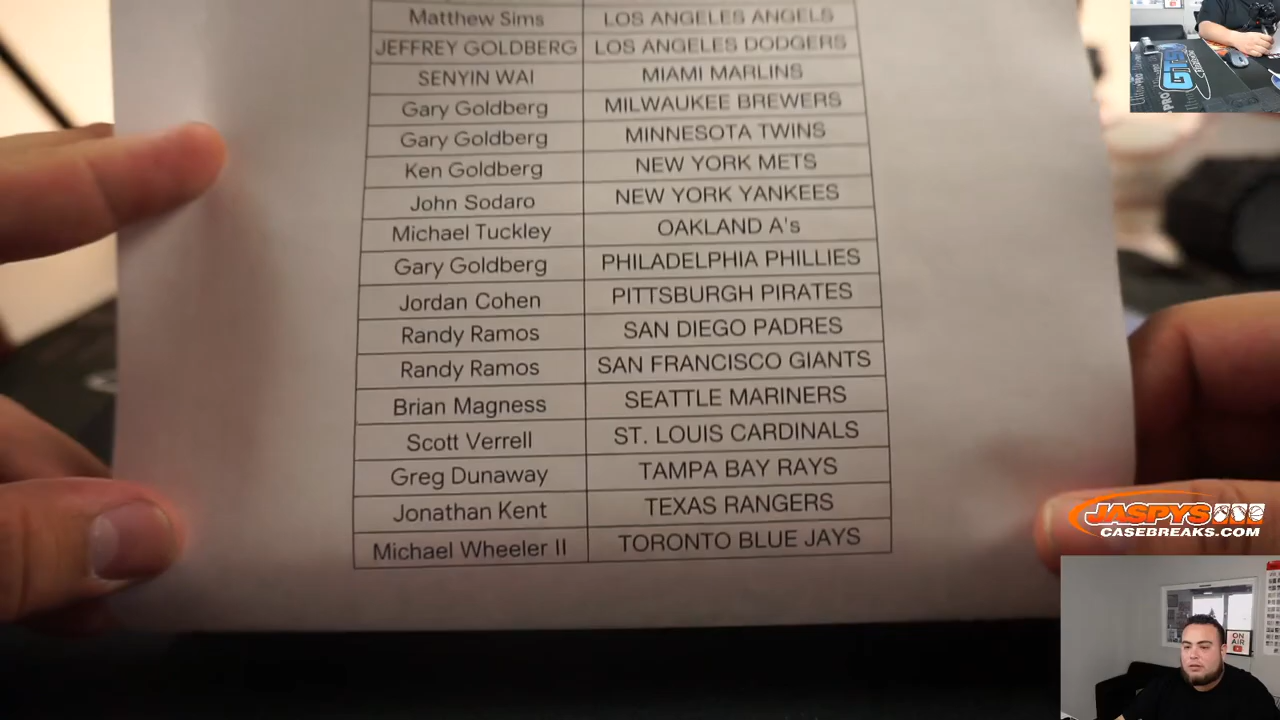 Matthew Sims LOS ANGELES ANGELS
JEFFREY GOLDBERG LOS ANGELES DODGERS
SENYIN WAI MIAMI MARLINS
Gary Goldberg MILWAUKEE BREWERS
Gary Goldberg MINNESOTA TWINS
Ken Goldberg NEW YORK METS
John Sodaro NEW YORK YANKEES
Michael Tuckley OAKLAND A's
Gary Goldberg PHILADELPHIA PHILLIES
Jordan Cohen PITTSBURGH PIRATES
Randy Ramos SAN DIEGO PADRES
Randy Ramos SAN FRANCISCO GIANTS
Brian Magness SEATTLE MARINERS
Scott Verrell ST. LOUIS CARDINALS
Greg Dunaway TAMPA BAY RAYS
Jonathan Kent TEXAS RANGERS
Michael Wheeler II TORONTO BLUE JAYS
JASPYS
CASEBREAKS.COM
ON
AIR